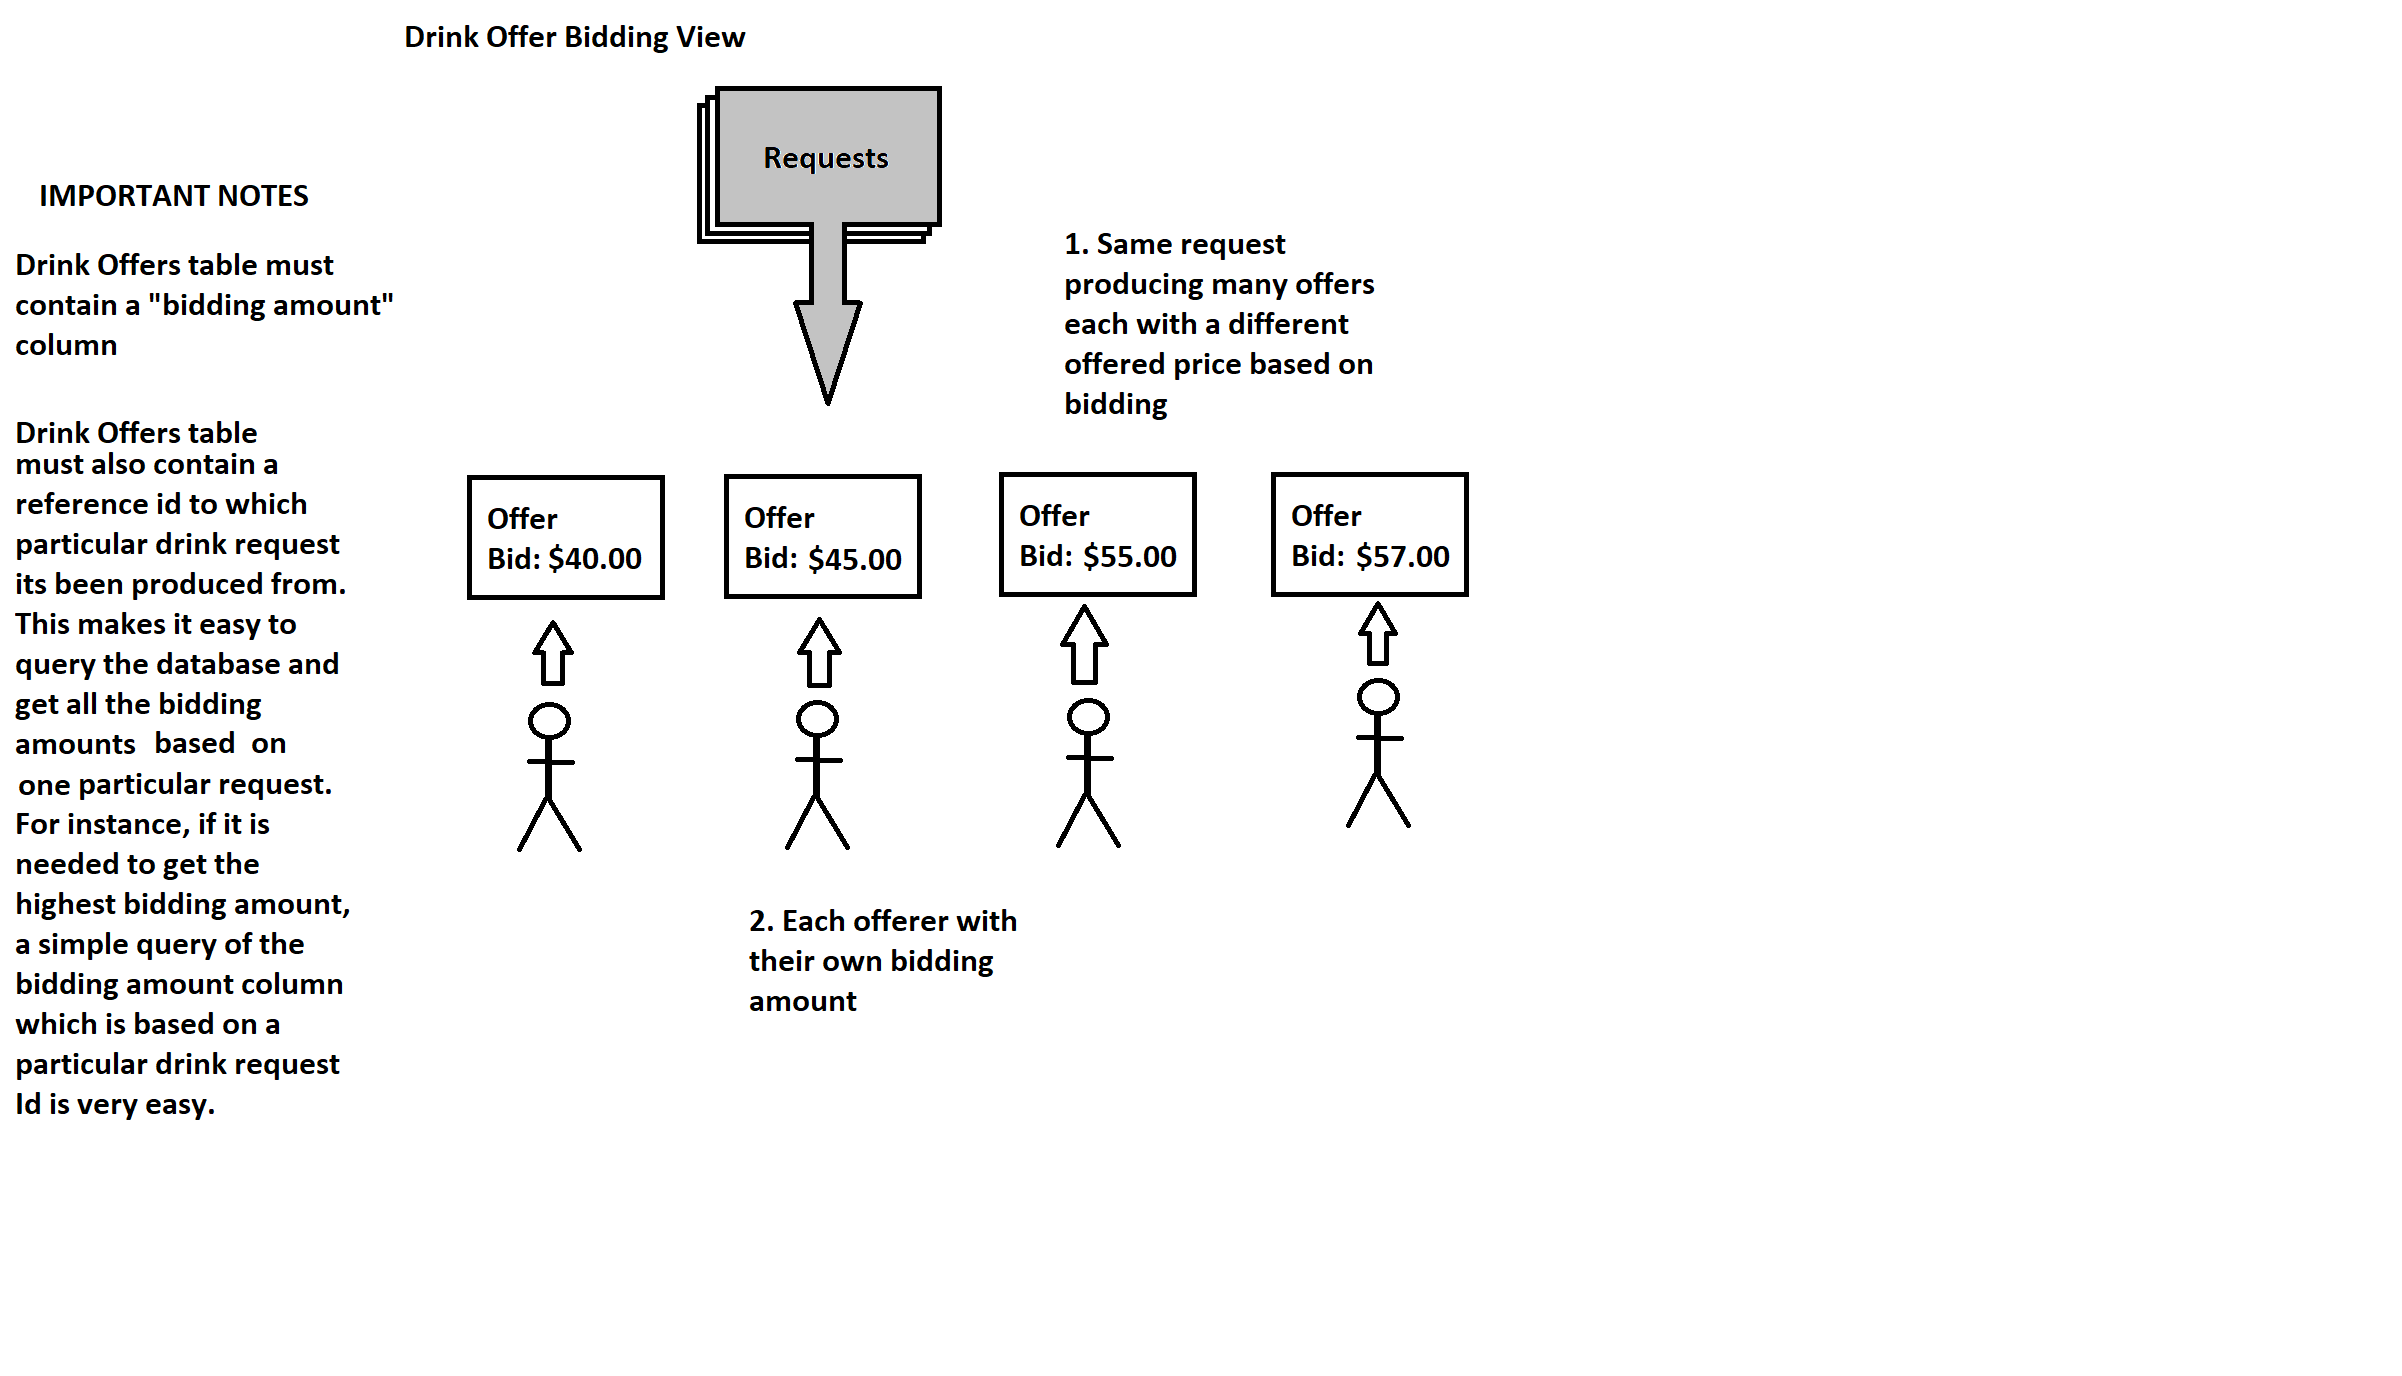 Drink Offer Bidding View
Requests
IMPORTANT NOTES
Drink Offers table must
contain a "bidding amount"
column
Drink Offers table
must also contain a
reference id to which
particular drink request
its been produced from.
This makes it easy to
query the database and
get all the bidding
amounts based on
one particular request.
For instance, if it is
needed to get the
highest bidding amount,
a simple query of the
bidding amount column
which is based on a
particular drink request
Id is very easy.
1. Same request
producing many offers
each with a different
offered price based on
bidding
Offer
Bid: $40.00
Offer
Bid: $45.00
Offer
Bid: $55.00
Offer
Bid: $57.00
2. Each offerer with
their own bidding
amount